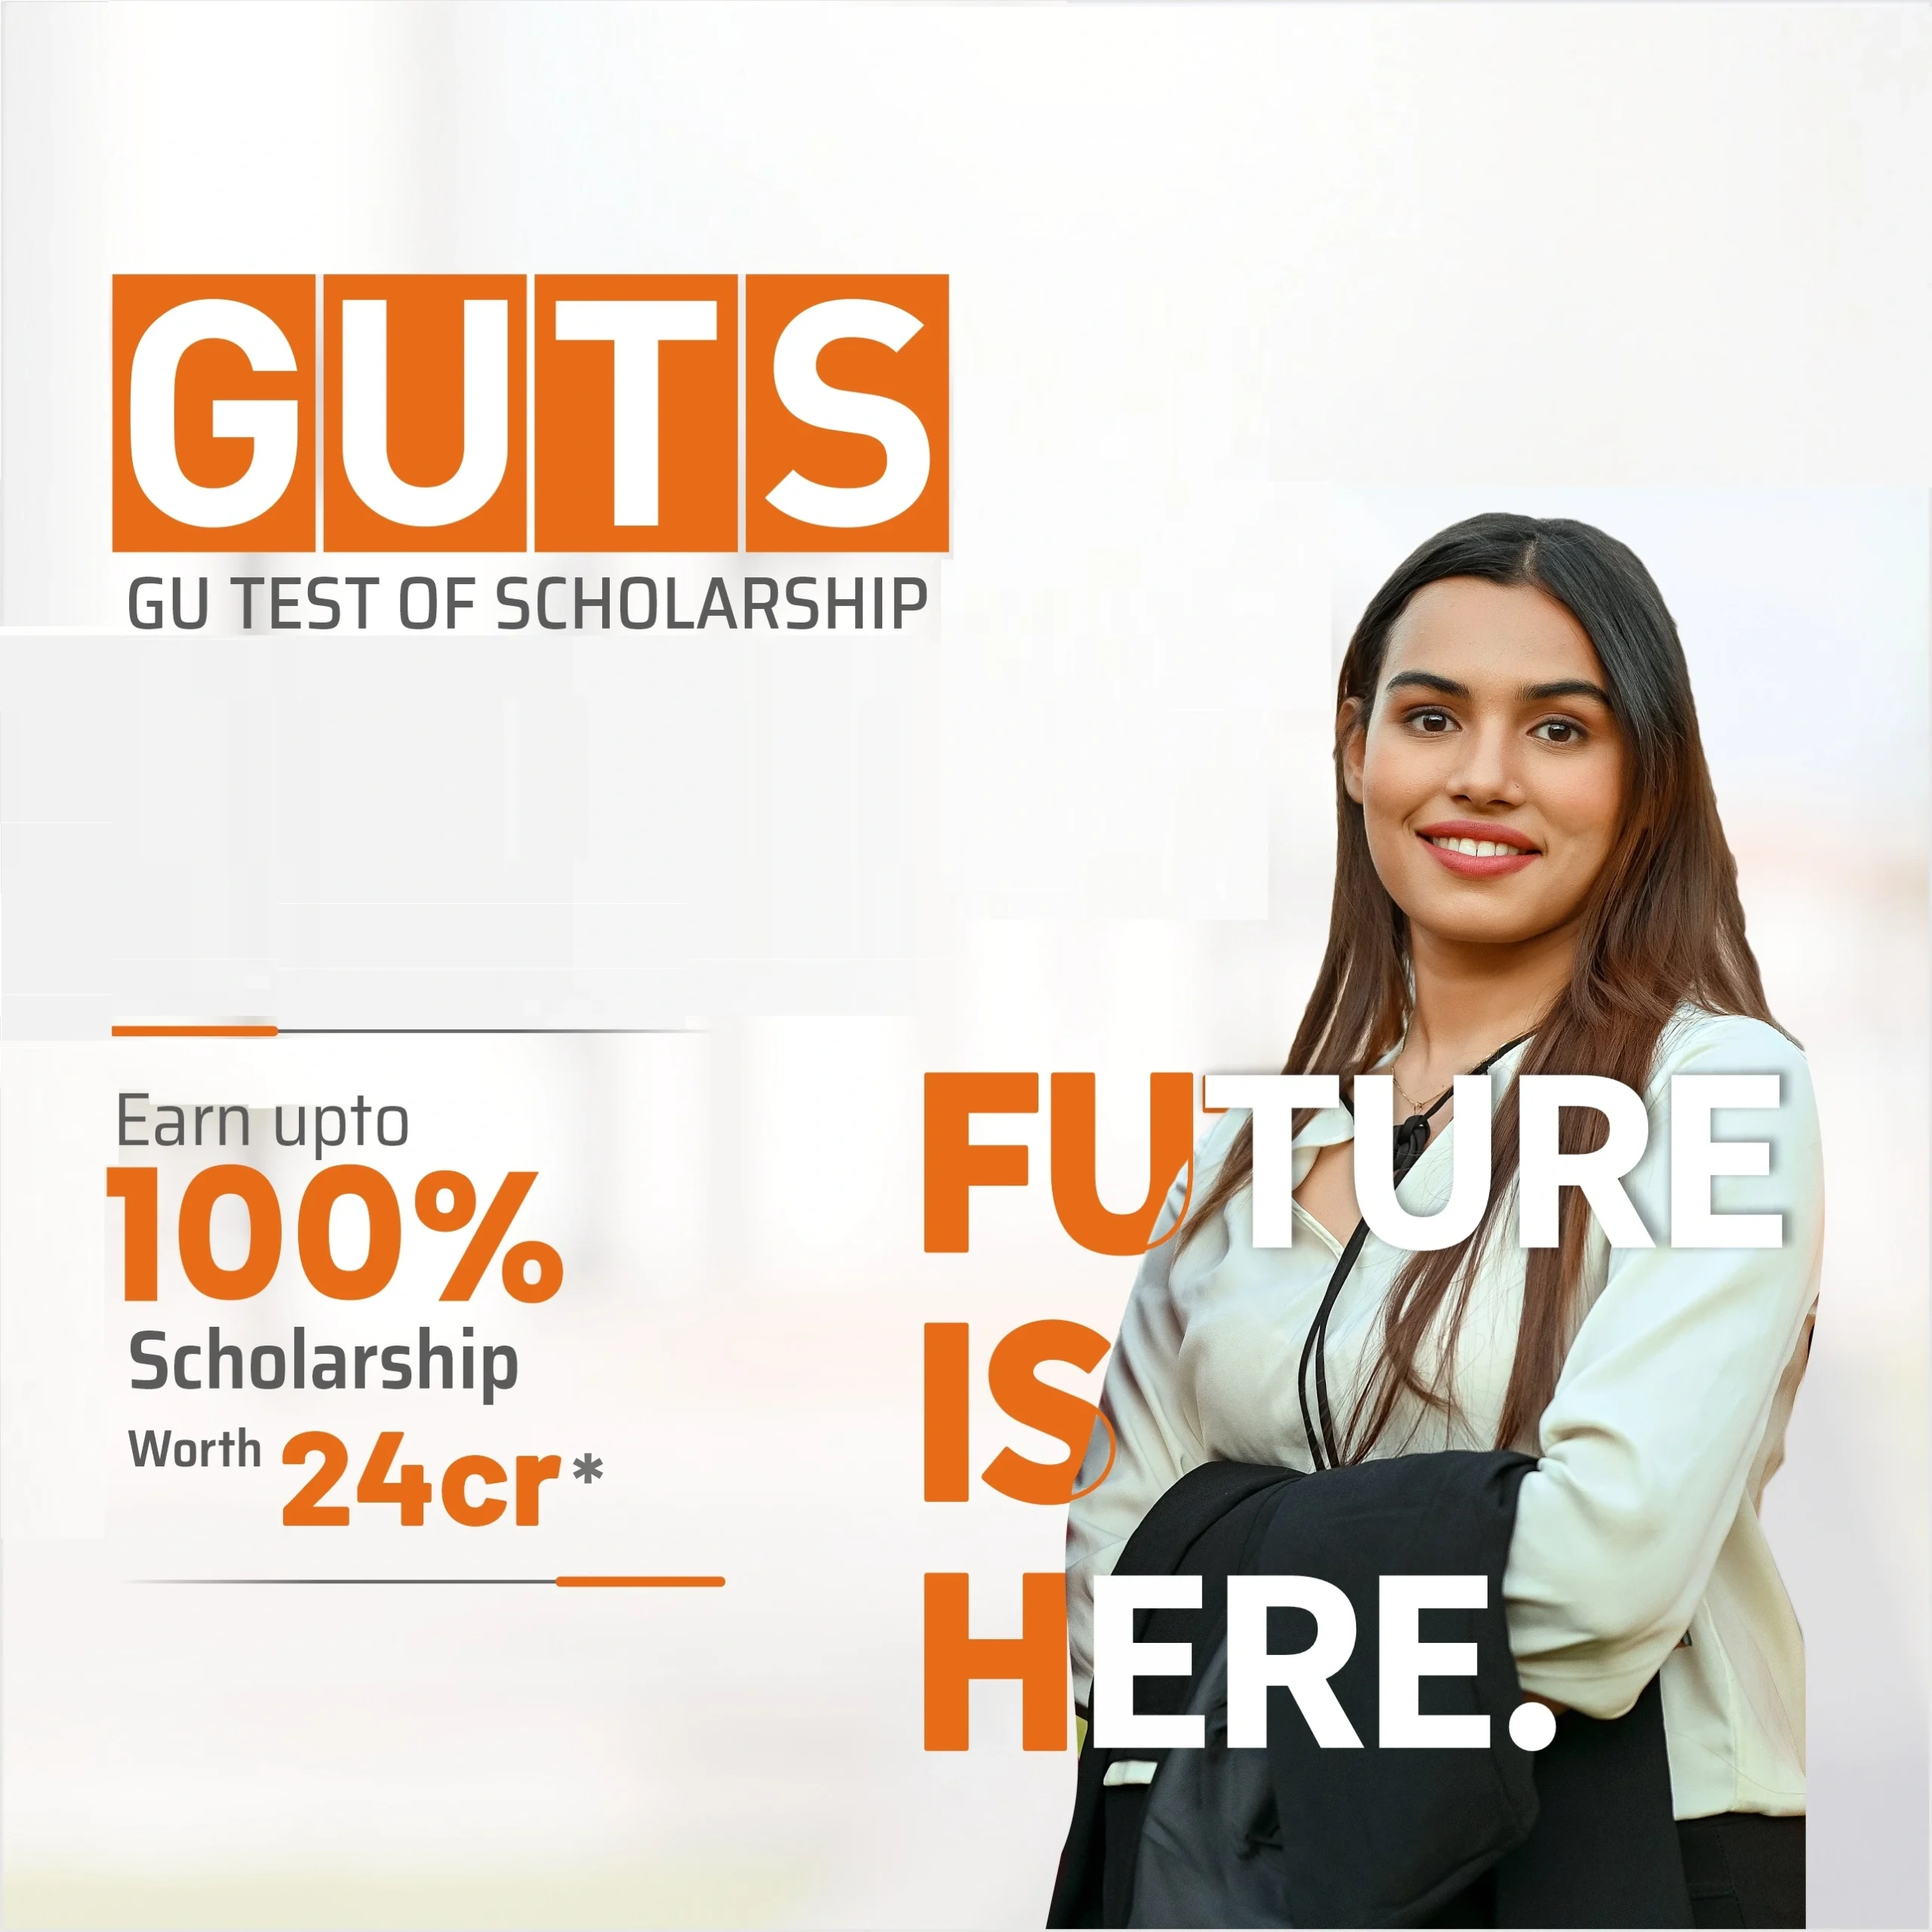 GUTS
GU TEST OF SCHOLARSHIP
Earn upto
100%
Scholarship
Worth 24cr*
FUTURE
IS
HERE.